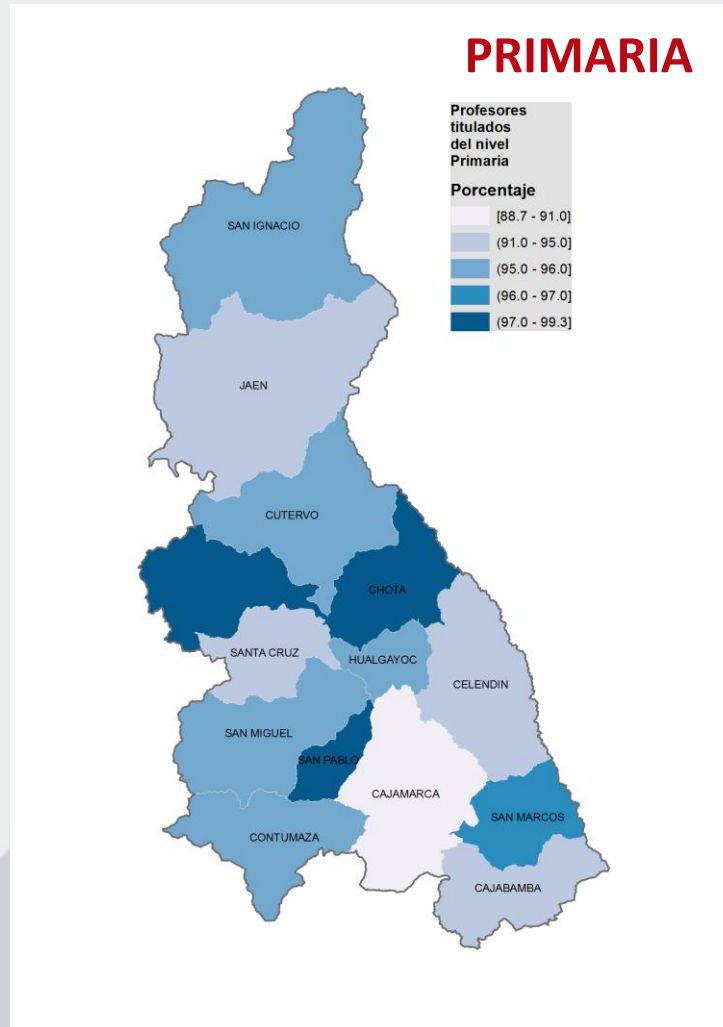 PRIMARIA
Profesores
titulados
del nivel
Primaria
Porcentaje
[88.7 - 91.0]
(91.0 - 95.0]
(95.0 - 96.0]
(96.0 - 97.0]
(97.0 - 99.3]
SAN IGNACIO
JAEN
CUTERVO
CHOTA
SANTA CRUZ
HUALGAYOC
CELENDIN
SAN MIGUEL
SAN PABLO
CAJAMARCA
SAN MARCOS
CONTUMAZA
CAJABAMBA